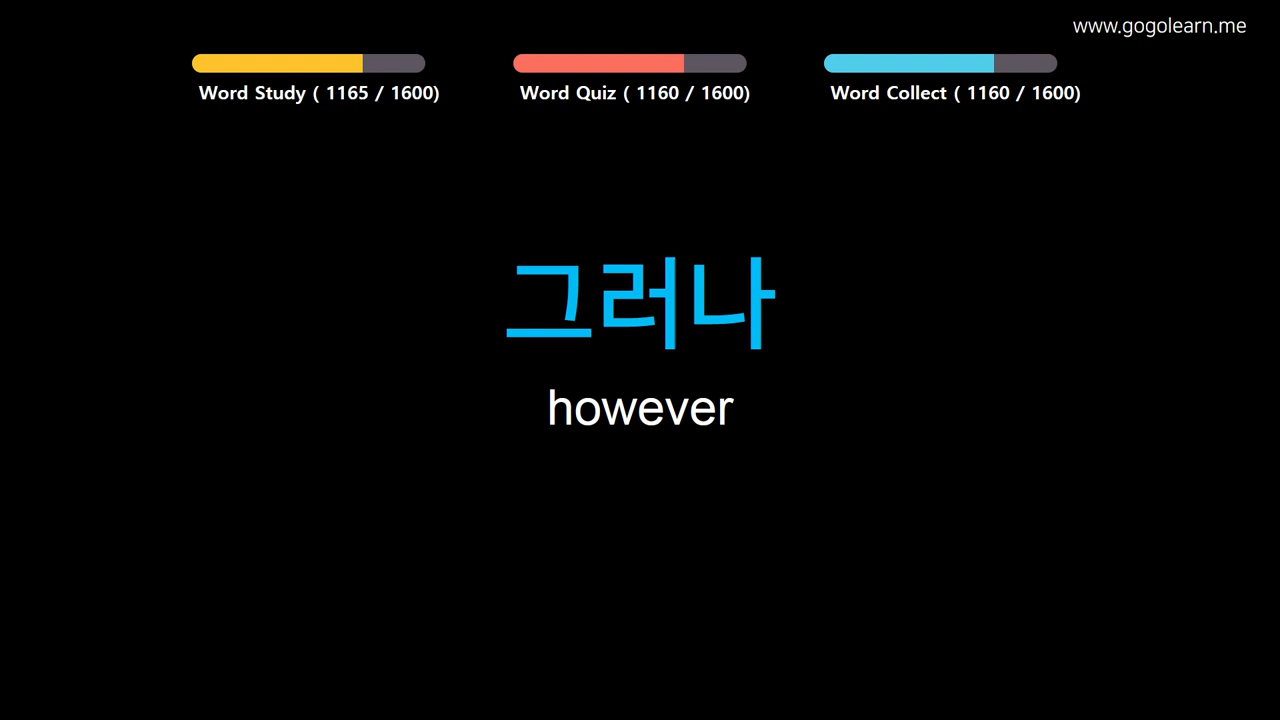 www.gogolearn.me
Word Study ( 1165 / 1600)
Word Quiz ( 1160 / 1600)
Word Collect ( 1160 / 1600)
그러나
however